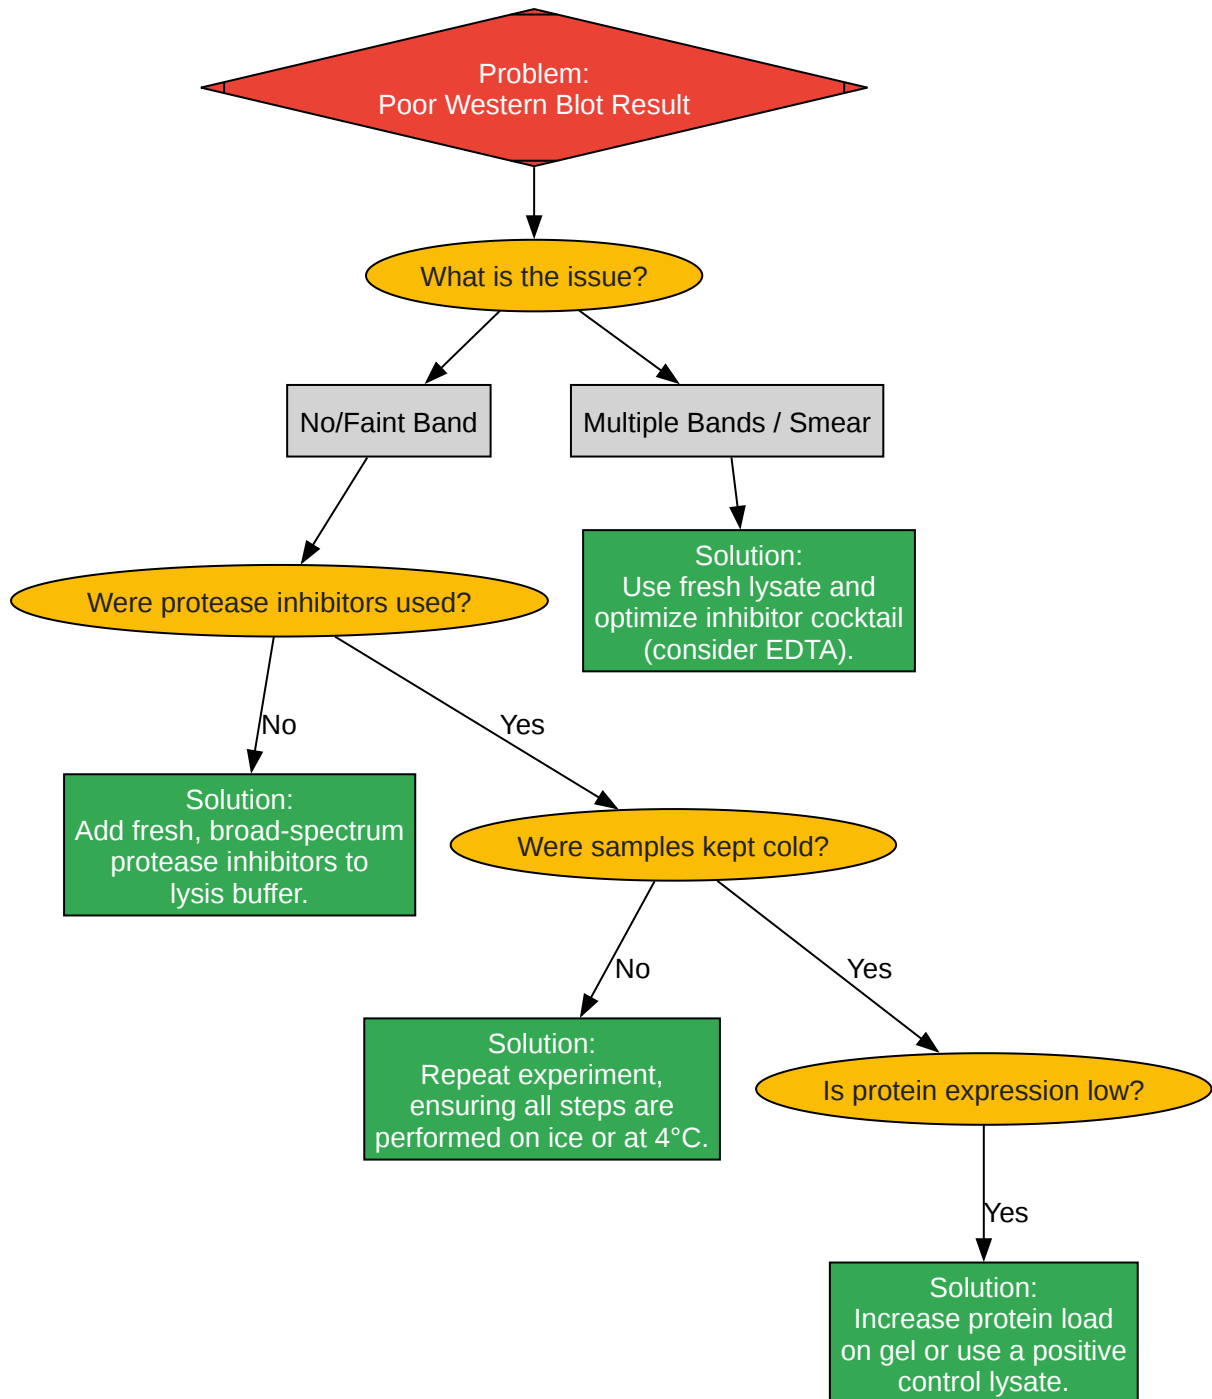 Problem:
Poor Western Blot Result
What is the issue?
No/Faint Band
Multiple Bands / Smear
Solution:
Use fresh lysate and
optimize inhibitor cocktail
(consider EDTA).
Were protease inhibitors used?
No
Yes
Solution:
Add fresh, broad-spectrum
protease inhibitors to
lysis buffer.
Were samples kept cold?
No
Yes
Solution:
Repeat experiment,
ensuring all steps are
performed on ice or at 4°C.
Is protein expression low?
Yes
Solution:
Increase protein load
on gel or use a positive
control lysate.